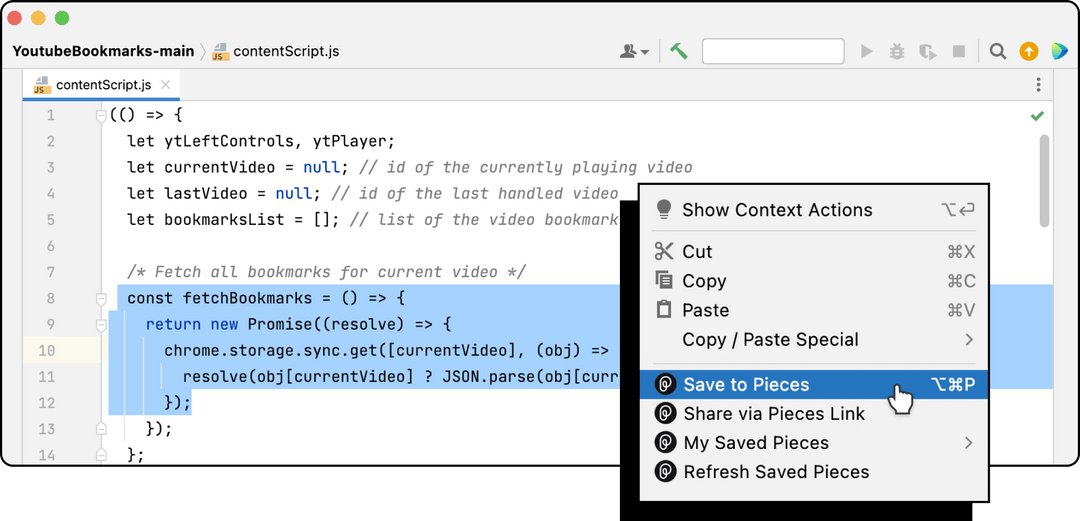 YoutubeBookmarks-main 〉 contentScript.js
contentScript.js
1 (() => {
2 let ytLeftControls, ytPlayer;
3 let currentVideo = null; // id of the currently playing video
4 let lastVideo = null; // id of the last handled video
5 let bookmarksList = []; // list of the video bookmark
6
7 /* Fetch all bookmarks for current video */
8 const fetchBookmarks = () => {
9 return new Promise((resolve) => {
10 chrome.storage.sync.get([currentVideo], (obj) =>
11 resolve(obj[currentVideo] ? JSON.parse(obj[curr
12 });
13 });
14 };
Show Context Actions ⌥↩
Cut ⌘X
Copy ⌘C
Paste ⌘V
Copy / Paste Special >
Save to Pieces ⌥⌘P
Share via Pieces Link
My Saved Pieces >
Refresh Saved Pieces